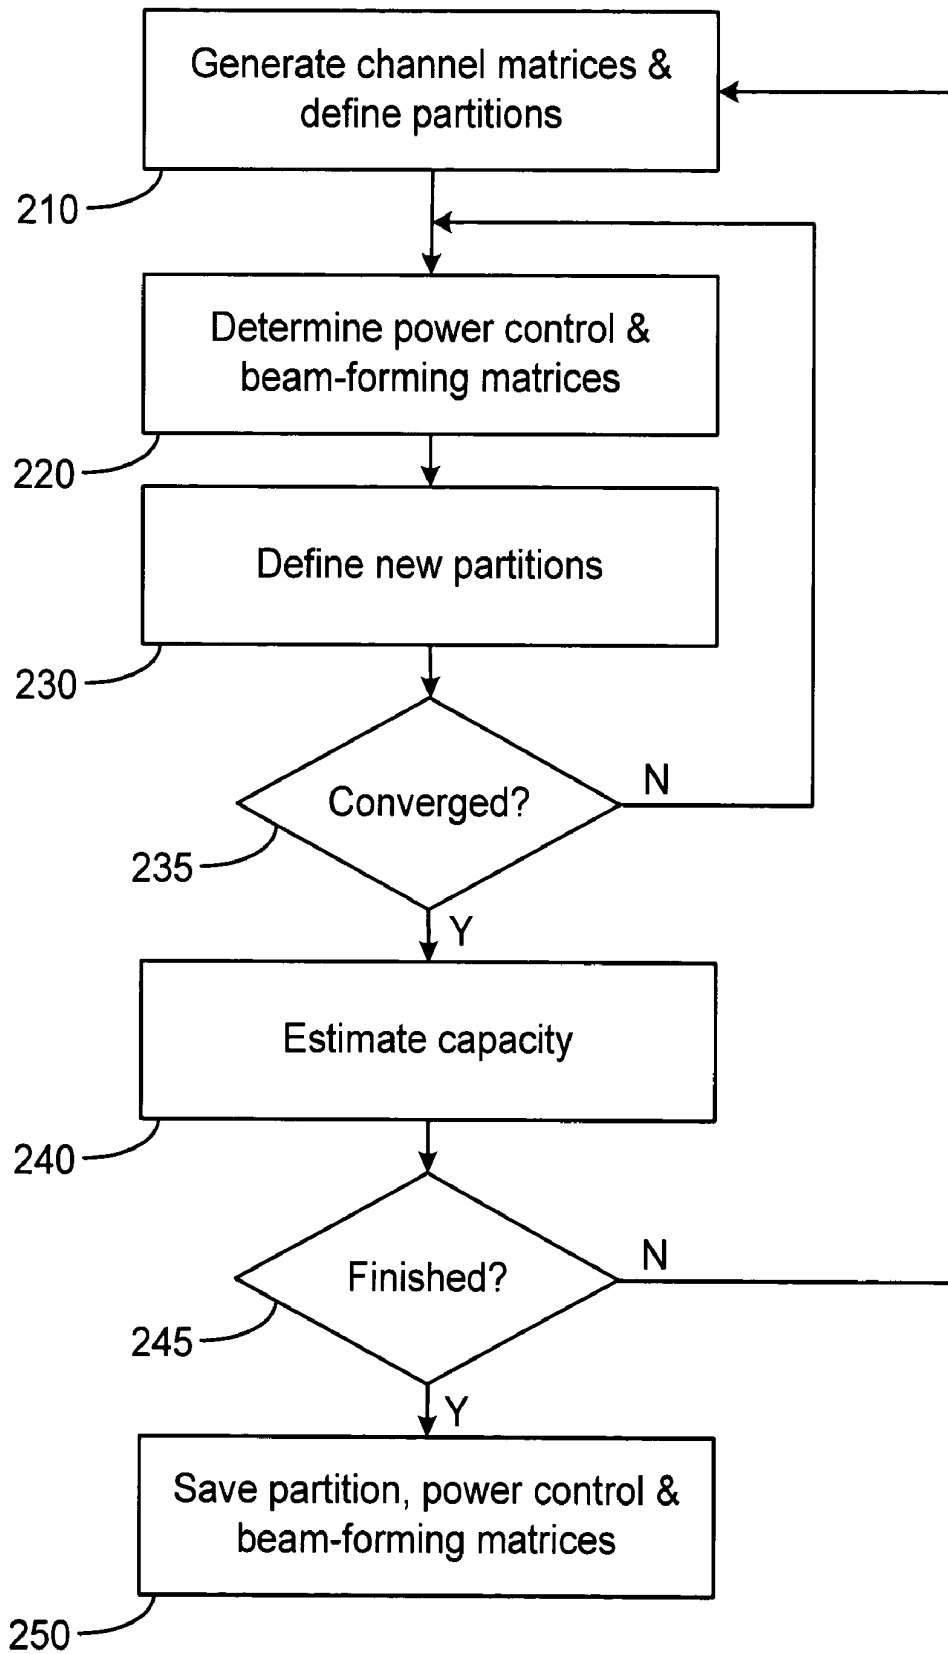 Generate channel matrices &
define partitions
210
Determine power control &
beam-forming matrices
220
Define new partitions
230
Converged?
N
235
Y
Estimate capacity
240
Finished?
N
245
Y
Save partition, power control &
beam-forming matrices
250